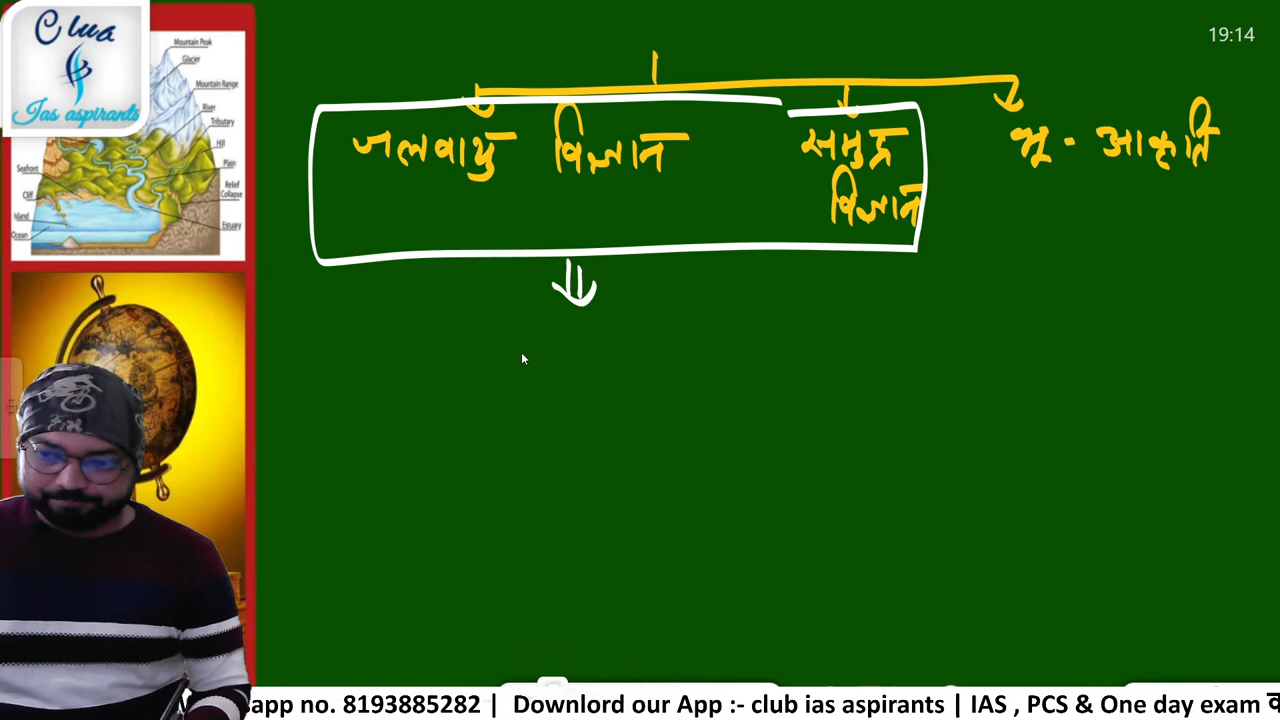 Clua
Ias aspirants
19:14
Mountain Peak
Glacier
Mountain Range
River
Tributary
Hill
Plain
Seafront
Relief
Collapse
Cliff
Island
Estuary
Ocean
जलवायु विज्ञान
समुद्र
विज्ञान
भू - आकृति
app no. 8193885282 | Downlord our App :- club ias aspirants | IAS , PCS & One day exam